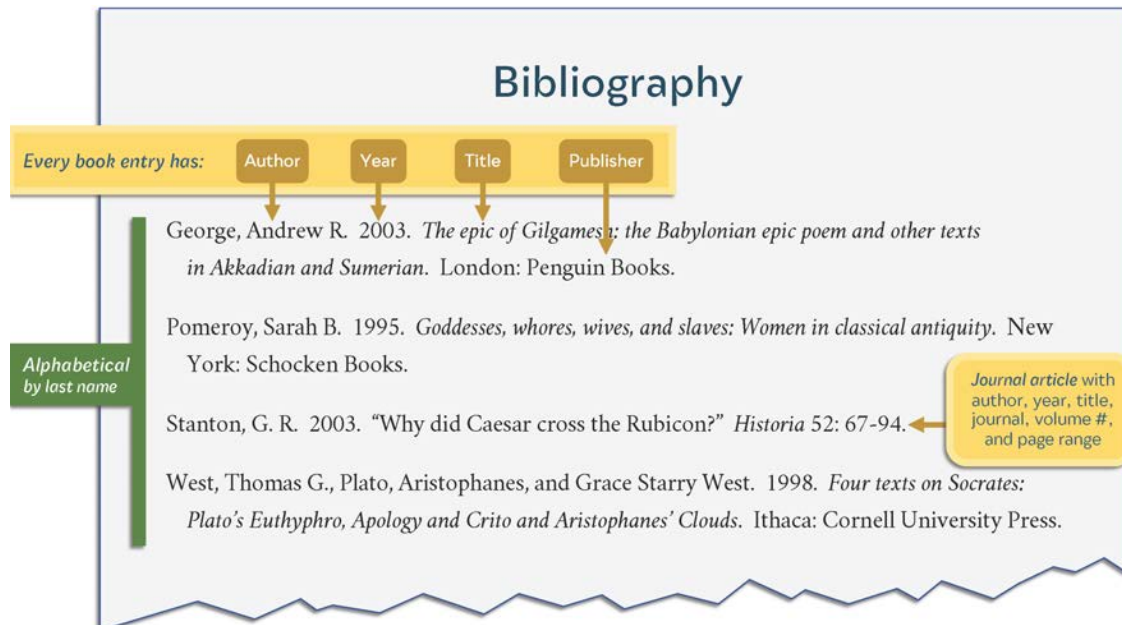 Bibliography
Every book entry has: Author Year Title Publisher
George, Andrew R. 2003. The epic of Gilgamesh: the Babylonian epic poem and other texts
in Akkadian and Sumerian. London: Penguin Books.
Pomeroy, Sarah B. 1995. Goddesses, whores, wives, and slaves: Women in classical antiquity. New
York: Schocken Books.
Alphabetical
by last name
Stanton, G. R. 2003. “Why did Caesar cross the Rubicon?” Historia 52: 67-94.
Journal article with
author, year, title,
journal, volume #,
and page range
West, Thomas G., Plato, Aristophanes, and Grace Starry West. 1998. Four texts on Socrates:
Plato’s Euthyphro, Apology and Crito and Aristophanes’ Clouds. Ithaca: Cornell University Press.